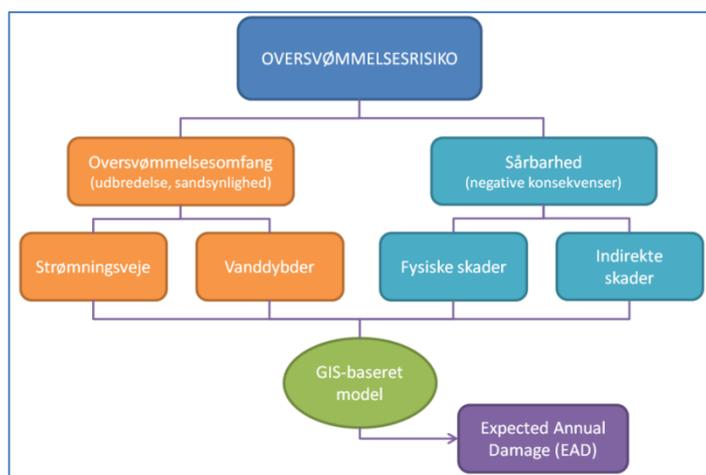 OVERSVØMMELSESRISIKO
Oversvømmelsesomfang
(udbredelse, sandsynlighed)
Sårbarhed
(negative konsekvenser)
Strømningsveje
Vanddybder
Fysiske skader
Indirekte
skader
GIS-baseret
model
Expected Annual
Damage (EAD)